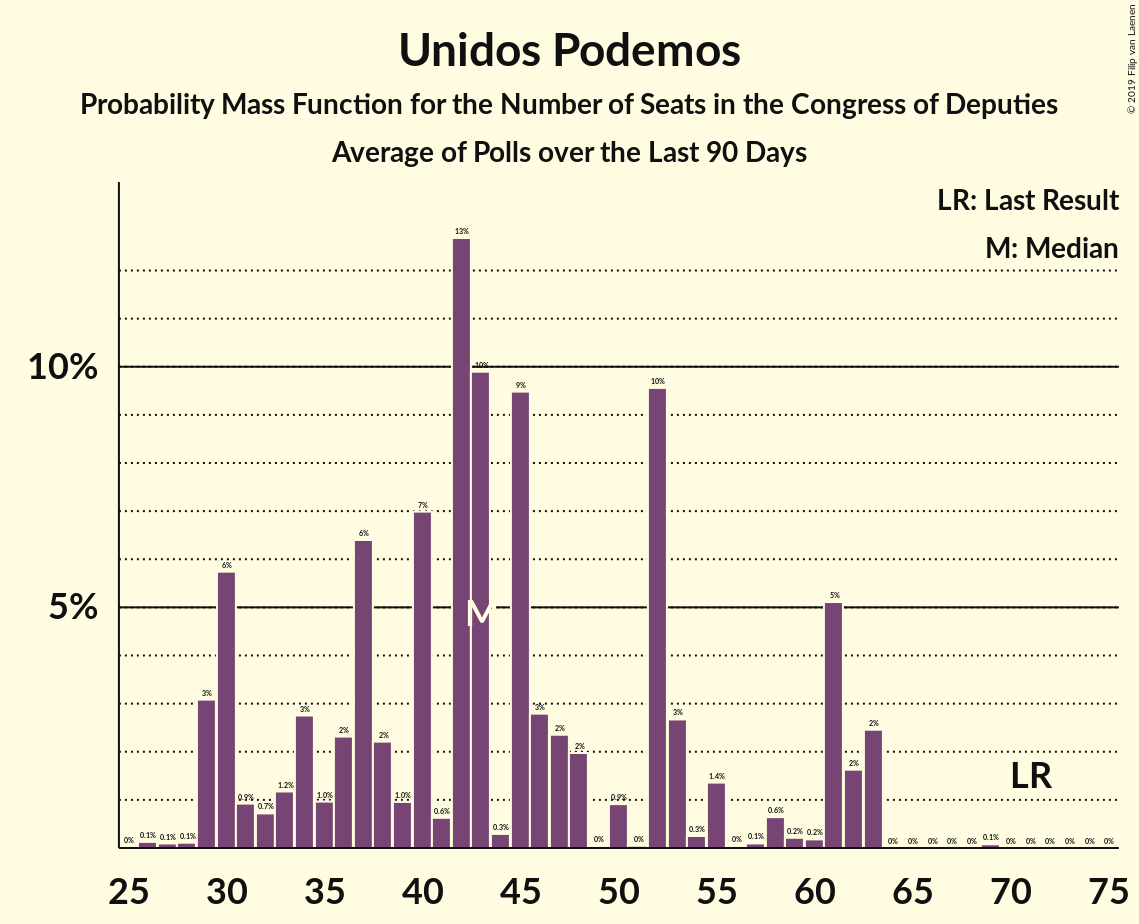 Unidos Podemos
Probability Mass Function for the Number of Seats in the Congress of Deputies
Average of Polls over the Last 90 Days
© 2019 Filip van Laenen
LR: Last Result
M: Median
10%
5%
0% 0.1% 0.1% 0.1% 3% 6% 0.9% 0.7% 1.2% 3% 1.0% 2% 6% 2% 1.0% 7% 0.6% 13% 10% 0.3% 9% 3% 2% 2% 0% 0.9% 0% 10% 3% 0.3% 1.4% 0% 0.1% 0.6% 0.2% 0.2% 5% 2% 2% 0% 0% 0% 0% 0% 0.1% 0% 0% 0% 0% 0% 0%
M
LR
25 30 35 40 45 50 55 60 65 70 75